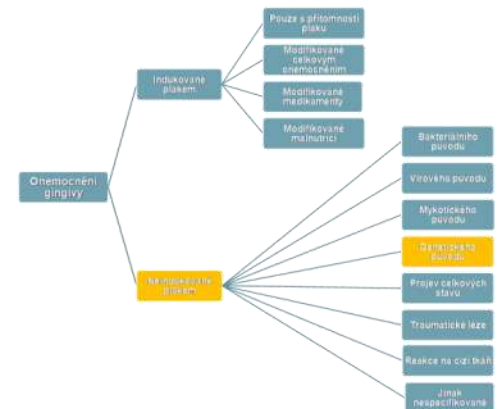 Pouze s přítomností
plaku
Modifikované
celkovým
onemocněním
Indukované
plakem
Modifikované
medikamenty
Modifikované
malnutricí
Onemocnění
gingivy
Bakteriálního
původu
Virového původu
Mykotického
původu
Genetického
původu
Neindukované
plakem
Projev celkových
stavů
Traumatické léze
Reakce na cizí tkáň
Jinak
nespecifikované